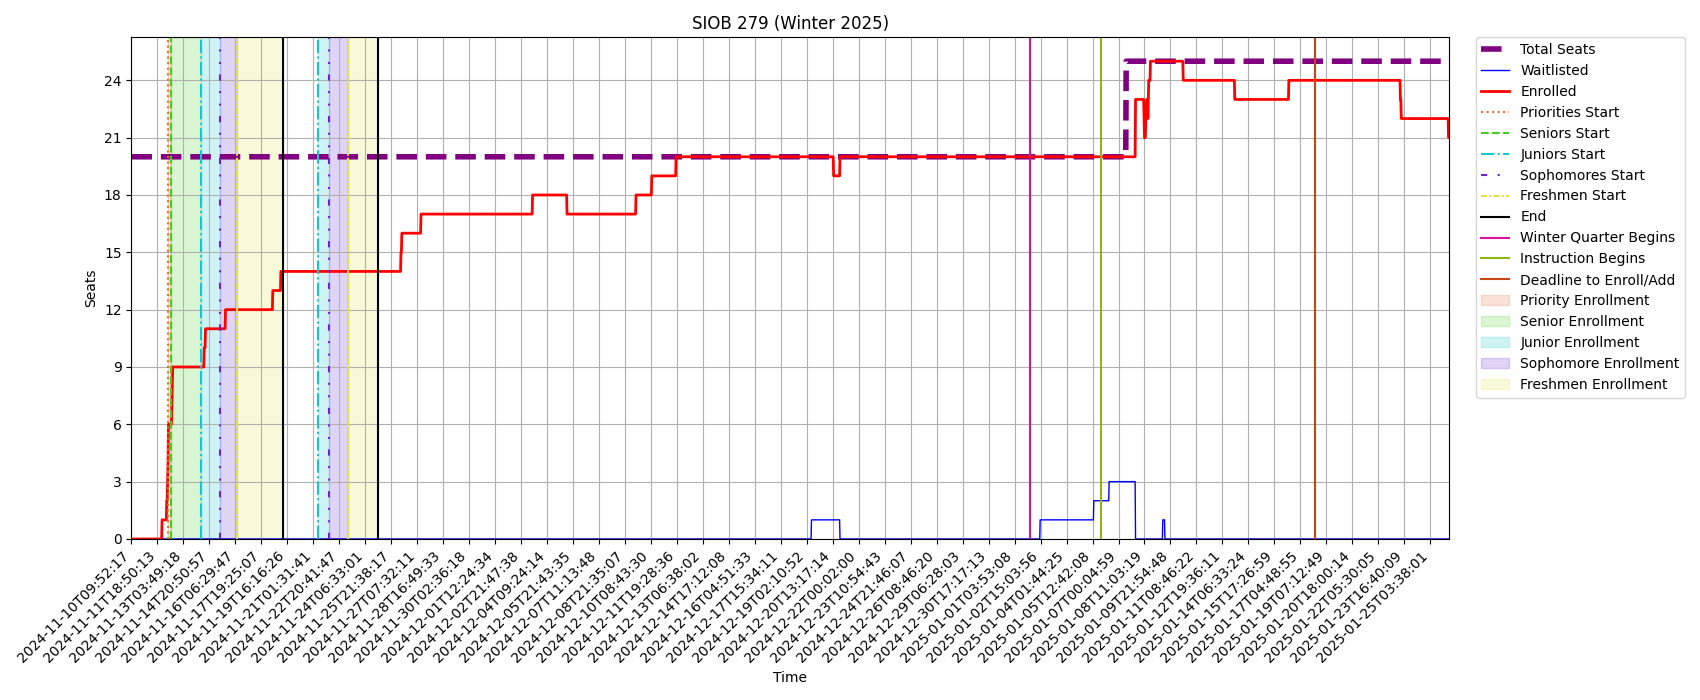 SIOB 279 (Winter 2025)
Seats
24
21
18
15
12
9
6
3
0
2024-11-10T09:52:17
2024-11-11T18:50:13
2024-11-13T03:49:18
2024-11-14T20:50:57
2024-11-16T06:29:47
2024-11-17T19:25:07
2024-11-19T16:16:26
2024-11-21T01:31:41
2024-11-22T20:41:47
2024-11-24T06:33:01
2024-11-25T21:38:17
2024-11-27T07:32:11
2024-11-28T16:49:33
2024-11-30T02:36:18
2024-12-01T12:24:34
2024-12-02T21:47:38
2024-12-04T09:24:14
2024-12-05T21:43:35
2024-12-07T11:13:48
2024-12-08T21:35:07
2024-12-10T08:43:30
2024-12-11T19:28:36
2024-12-13T06:38:02
2024-12-14T17:12:08
2024-12-16T04:51:33
2024-12-17T15:34:11
2024-12-19T02:10:52
2024-12-20T13:17:14
2024-12-22T00:02:00
2024-12-23T10:54:43
2024-12-24T21:46:07
2024-12-26T08:46:20
2024-12-29T06:28:03
2024-12-30T17:17:13
2025-01-01T03:53:08
2025-01-02T15:03:56
2025-01-04T01:44:25
2025-01-05T12:42:08
2025-01-07T00:04:59
2025-01-08T11:03:19
2025-01-09T21:54:48
2025-01-11T08:46:22
2025-01-12T19:36:11
2025-01-14T06:33:24
2025-01-15T17:26:59
2025-01-17T04:48:55
2025-01-19T07:12:49
2025-01-20T18:00:14
2025-01-22T05:30:05
2025-01-23T16:40:09
2025-01-25T03:38:01
Time
Total Seats
Waitlisted
Enrolled
Priorities Start
Seniors Start
Juniors Start
Sophomores Start
Freshmen Start
End
Winter Quarter Begins
Instruction Begins
Deadline to Enroll/Add
Priority Enrollment
Senior Enrollment
Junior Enrollment
Sophomore Enrollment
Freshmen Enrollment